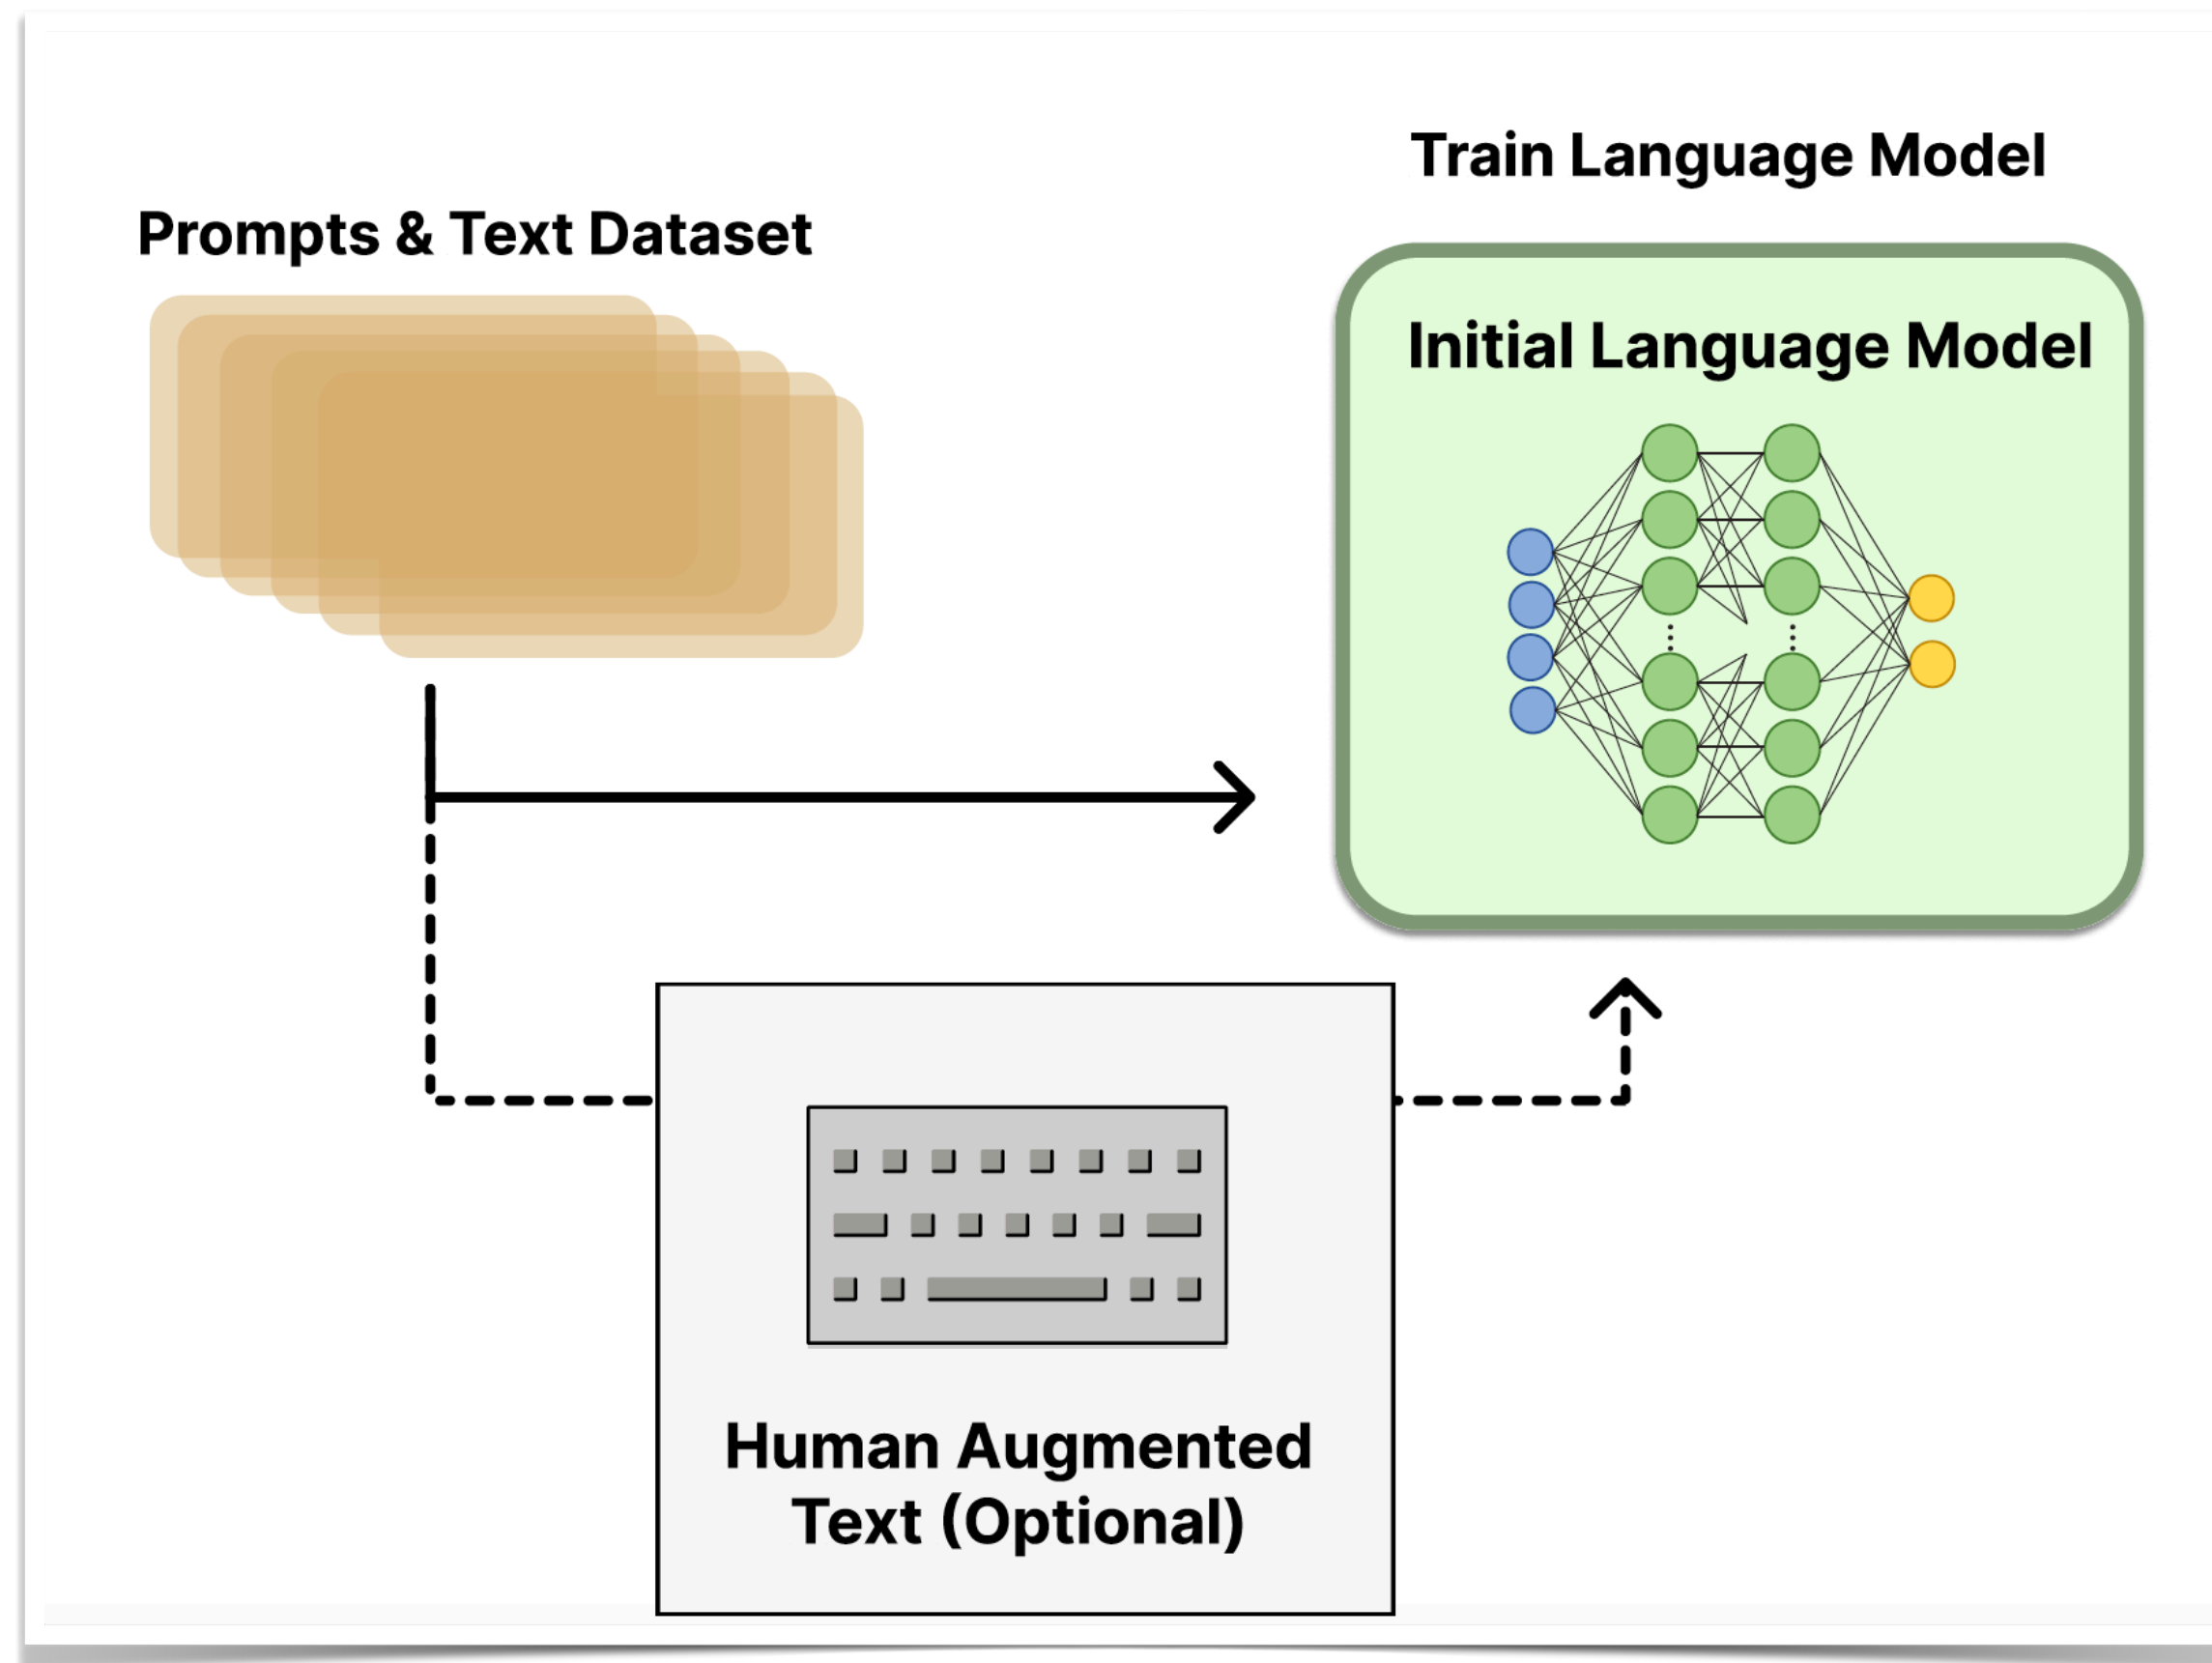 Train Language Model
Prompts & Text Dataset
Initial Language Model
Human Augmented
Text (Optional)